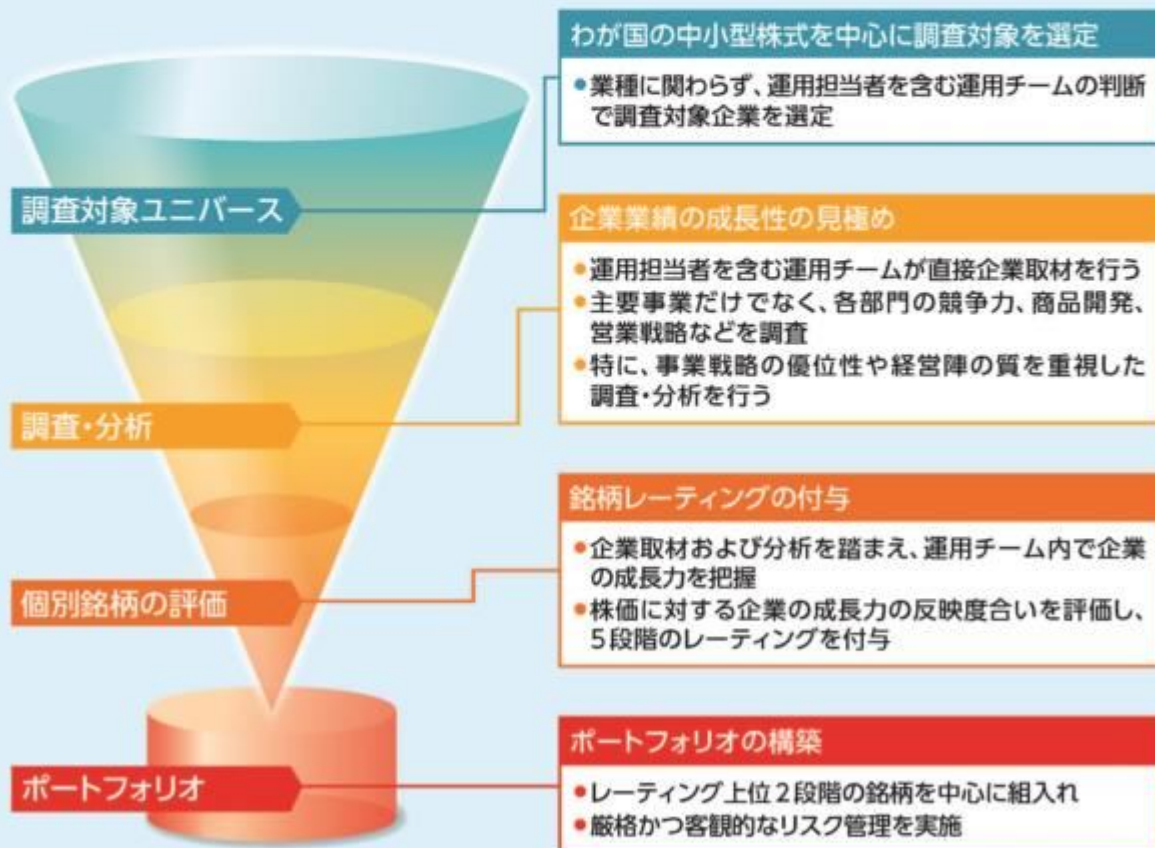 わが国の中小型株式を中心に調査対象を選定
●業種に関わらず、運用担当者を含む運用チームの判断
で調査対象企業を選定
調査対象ユニバース
企業業績の成長性の見極め
●運用担当者を含む運用チームが直接企業取材を行う
●主要事業だけでなく、各部門の競争力、商品開発、
営業戦略などを調査
●特に、事業戦略の優位性や経営陣の質を重視した
調査・分析を行う
調査・分析
銘柄レーティングの付与
●企業取材および分析を踏まえ、運用チーム内で企業
の成長力を把握
●株価に対する企業の成長力の反映度合いを評価し、
5段階のレーティングを付与
個別銘柄の評価
ポートフォリオの構築
●レーティング上位2段階の銘柄を中心に組入れ
●厳格かつ客観的なリスク管理を実施
ポートフォリオ